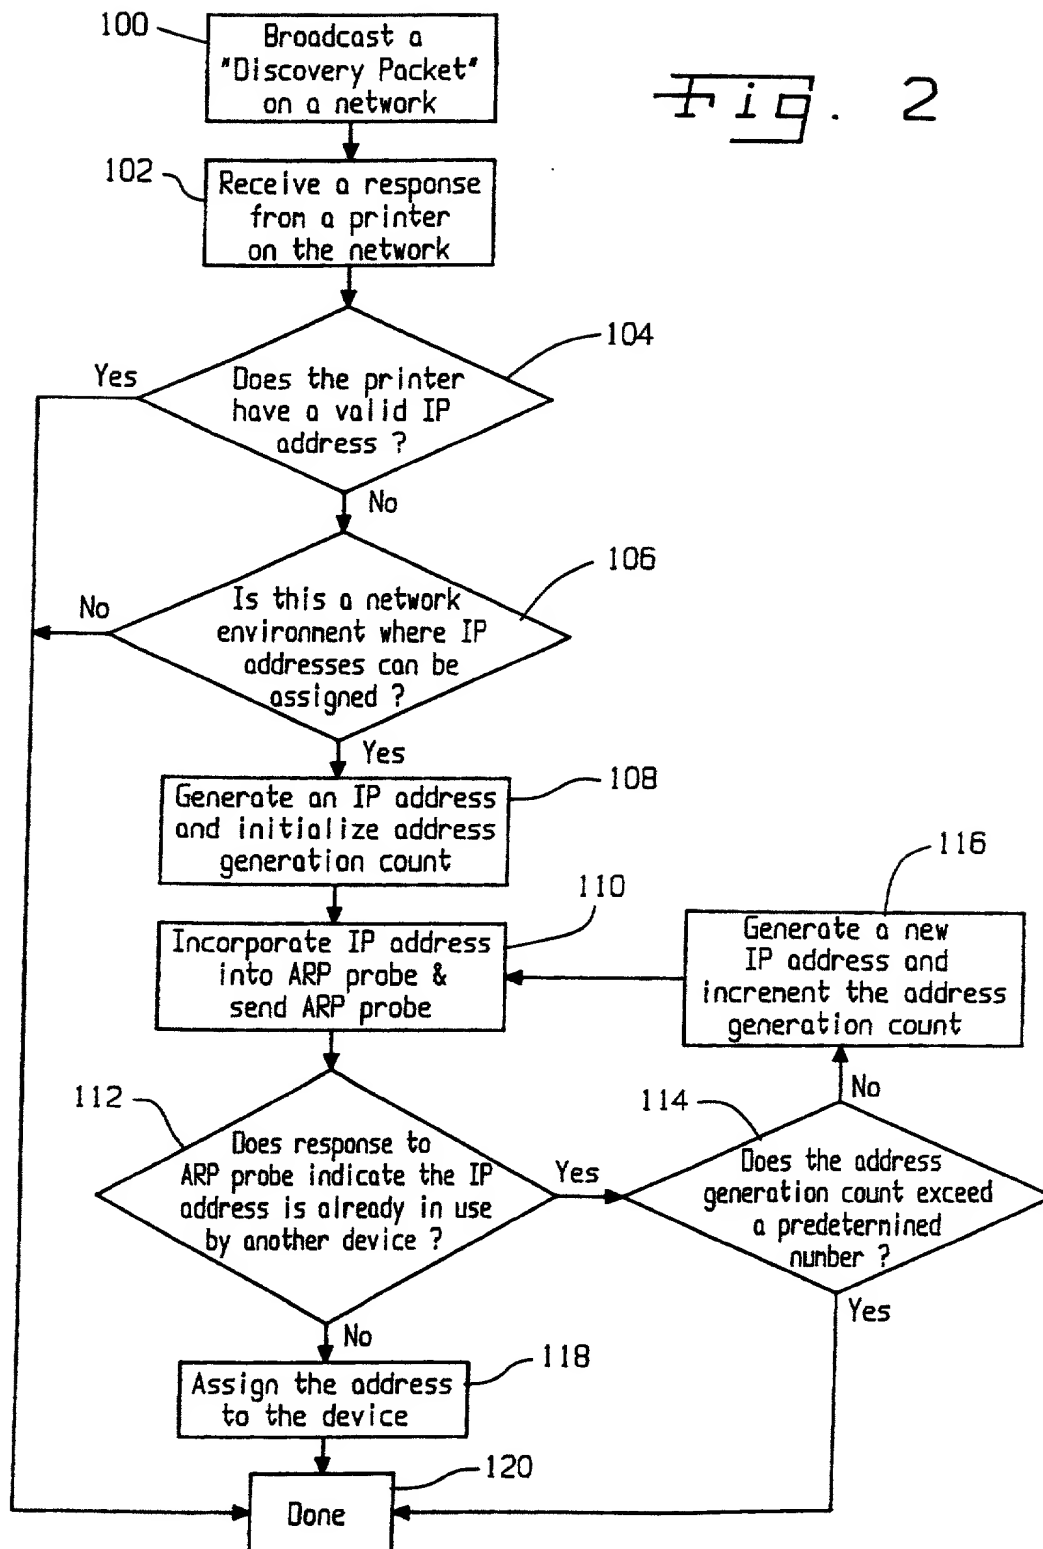 Fig. 2
100
Broadcast a
"Discovery Packet"
on a network
102
Receive a response
from a printer
on the network
104
Does the printer
have a valid IP
address ?
Yes
No
106
Is this a network
environment where IP
addresses can be
assigned ?
No
Yes
108
Generate an IP address
and initialize address
generation count
110
Incorporate IP address
into ARP probe &
send ARP probe
116
Generate a new
IP address and
increment the address
generation count
112
Does response to
ARP probe indicate the IP
address is already in use
by another device ?
Yes
No
114
Does the address
generation count exceed
a predetermined
number ?
No
Yes
118
Assign the address
to the device
120
Done